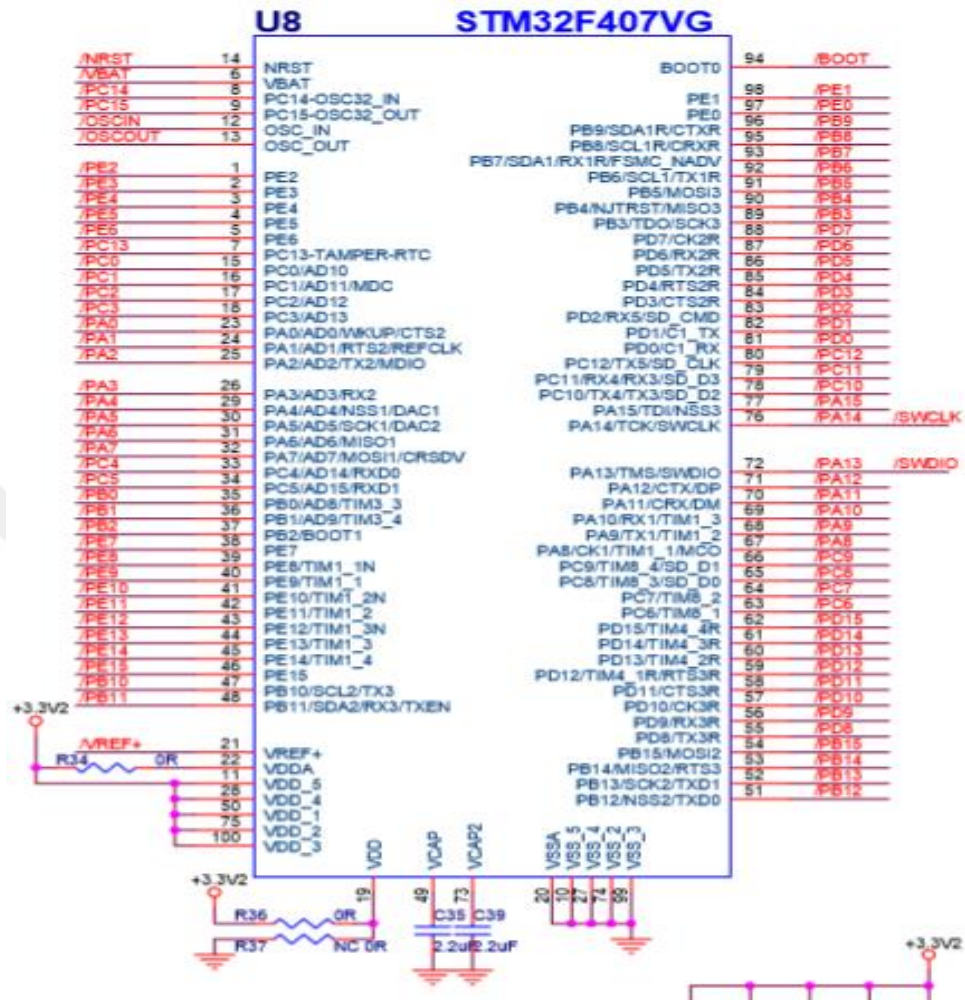 U8 STM32F407VG
/NRST 14 NRST
/VBAT 6 VBAT
/PC14 8 PC14-OSC32_IN
/PC15 9 PC15-OSC32_OUT
/OSCIN 12 OSC_IN
/OSCOUT 13 OSC_OUT
/PE2 1 PE2
/PE3 2 PE3
/PE4 3 PE4
/PE5 4 PE5
/PE6 5 PE6
/PC13 7 PC13-TAMPER-RTC
/PC0 15 PC0/AD10
/PC1 16 PC1/AD11/MDC
/PC2 17 PC2/AD12
/PC3 18 PC3/AD13
/PA0 23 PA0/AD0/WKUP/CTS2
/PA1 24 PA1/AD1/RTS2/REFCLK
/PA2 25 PA2/AD2/TX2/MDIO
/PA3 26 PA3/AD3/RX2
/PA4 29 PA4/AD4/NSS1/DAC1
/PA5 30 PA5/AD5/SCK1/DAC2
/PA6 31 PA6/AD6/MISO1
/PA7 32 PA7/AD7/MOSI1/CRSDV
/PC4 33 PC4/AD14/RXD0
/PC5 34 PC5/AD15/RXD1
/PB0 35 PB0/AD8/TIM3_3
/PB1 36 PB1/AD9/TIM3_4
/PB2 37 PB2/BOOT1
/PE7 38 PE7
/PE8 39 PE8/TIM1_1N
/PE9 40 PE9/TIM1_1
/PE10 41 PE10/TIM1_2N
/PE11 42 PE11/TIM1_2
/PE12 43 PE12/TIM1_3N
/PE13 44 PE13/TIM1_3
/PE14 45 PE14/TIM1_4
/PE15 46 PE15
/PB10 47 PB10/SCL2/TX3
/PB11 48 PB11/SDA2/RX3/TXEN
+3.3V2
/VREF+ 21 VREF+
R34 0R 22 VDDA
11 VDD_5
28 VDD_4
50 VDD_1
75 VDD_2
100 VDD_3
BOOT0 94 /BOOT
PE1 98 /PE1
PE0 97 /PE0
PB9/SDA1R/CTXR 96 /PB9
PB8/SCL1R/CRXR 95 /PB8
PB7/SDA1/RX1R/FSMC_NADV 93 /PB7
PB6/SCL1/TX1R 92 /PB6
PB5/MOSI3 91 /PB5
PB4/NJTRST/MISO3 90 /PB4
PB3/TDO/SCK3 89 /PB3
PD7/CK2R 88 /PD7
PD6/RX2R 87 /PD6
PD5/TX2R 86 /PD5
PD4/RTS2R 85 /PD4
PD3/CTS2R 84 /PD3
PD2/RX5/SD_CMD 83 /PD2
PD1/C1_TX 82 /PD1
PD0/C1_RX 81 /PD0
PC12/TX5/SD_CLK 80 /PC12
PC11/RX4/RX3/SD_D3 79 /PC11
PC10/TX4/TX3/SD_D2 78 /PC10
PA15/TDI/NSS3 77 /PA15
PA14/TCK/SWCLK 76 /PA14 /SWCLK
PA13/TMS/SWDIO 72 /PA13 /SWDIO
PA12/CTX/DP 71 /PA12
PA11/CRX/DM 70 /PA11
PA10/RX1/TIM1_3 69 /PA10
PA9/TX1/TIM1_2 68 /PA9
PA8/CK1/TIM1_1/MCO 67 /PA8
PC9/TIM8_4/SD_D1 66 /PC9
PC8/TIM8_3/SD_D0 65 /PC8
PC7/TIM8_2 64 /PC7
PC6/TIM8_1 63 /PC6
PD15/TIM4_4R 62 /PD15
PD14/TIM4_3R 61 /PD14
PD13/TIM4_2R 60 /PD13
PD12/TIM4_1R/RTS3R 59 /PD12
PD11/CTS3R 58 /PD11
PD10/CK3R 57 /PD10
PD9/RX3R 56 /PD9
PD8/TX3R 55 /PD8
PB15/MOSI2 54 /PB15
PB14/MISO2/RTS3 53 /PB14
PB13/SCK2/TXD1 52 /PB13
PB12/NSS2/TXD0 51 /PB12
VDD VCAP VCAP2 VSSA VSS_5 VSS_4 VSS_2 VSS_3
19 49 73 20 10 27 74 99
+3.3V2
R36 0R C35 C39
R37 NC 0R 2.2uF 2.2uF
+3.3V2